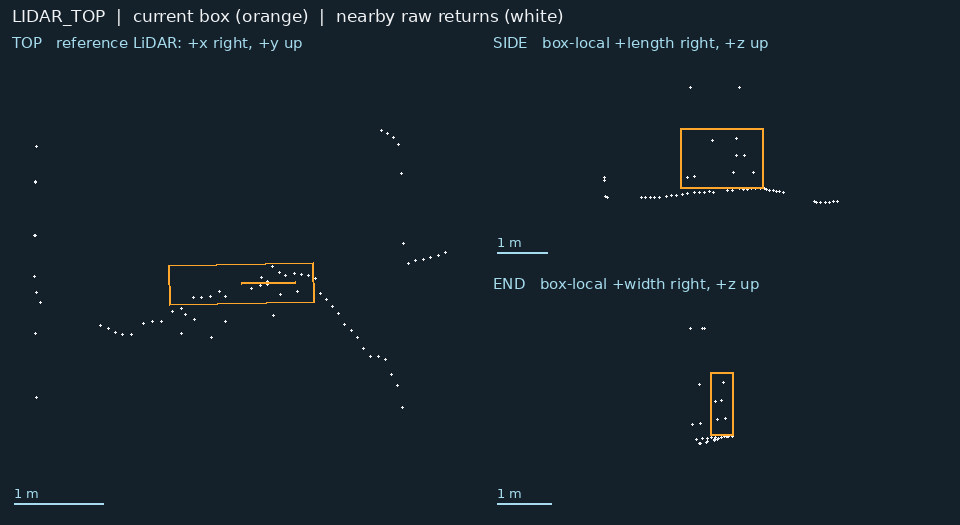 LIDAR_TOP | current box (orange) | nearby raw returns (white)
TOP reference LiDAR: +x right, +y up
SIDE box-local +length right, +z up
1 m
END box-local +width right, +z up
1 m
1 m